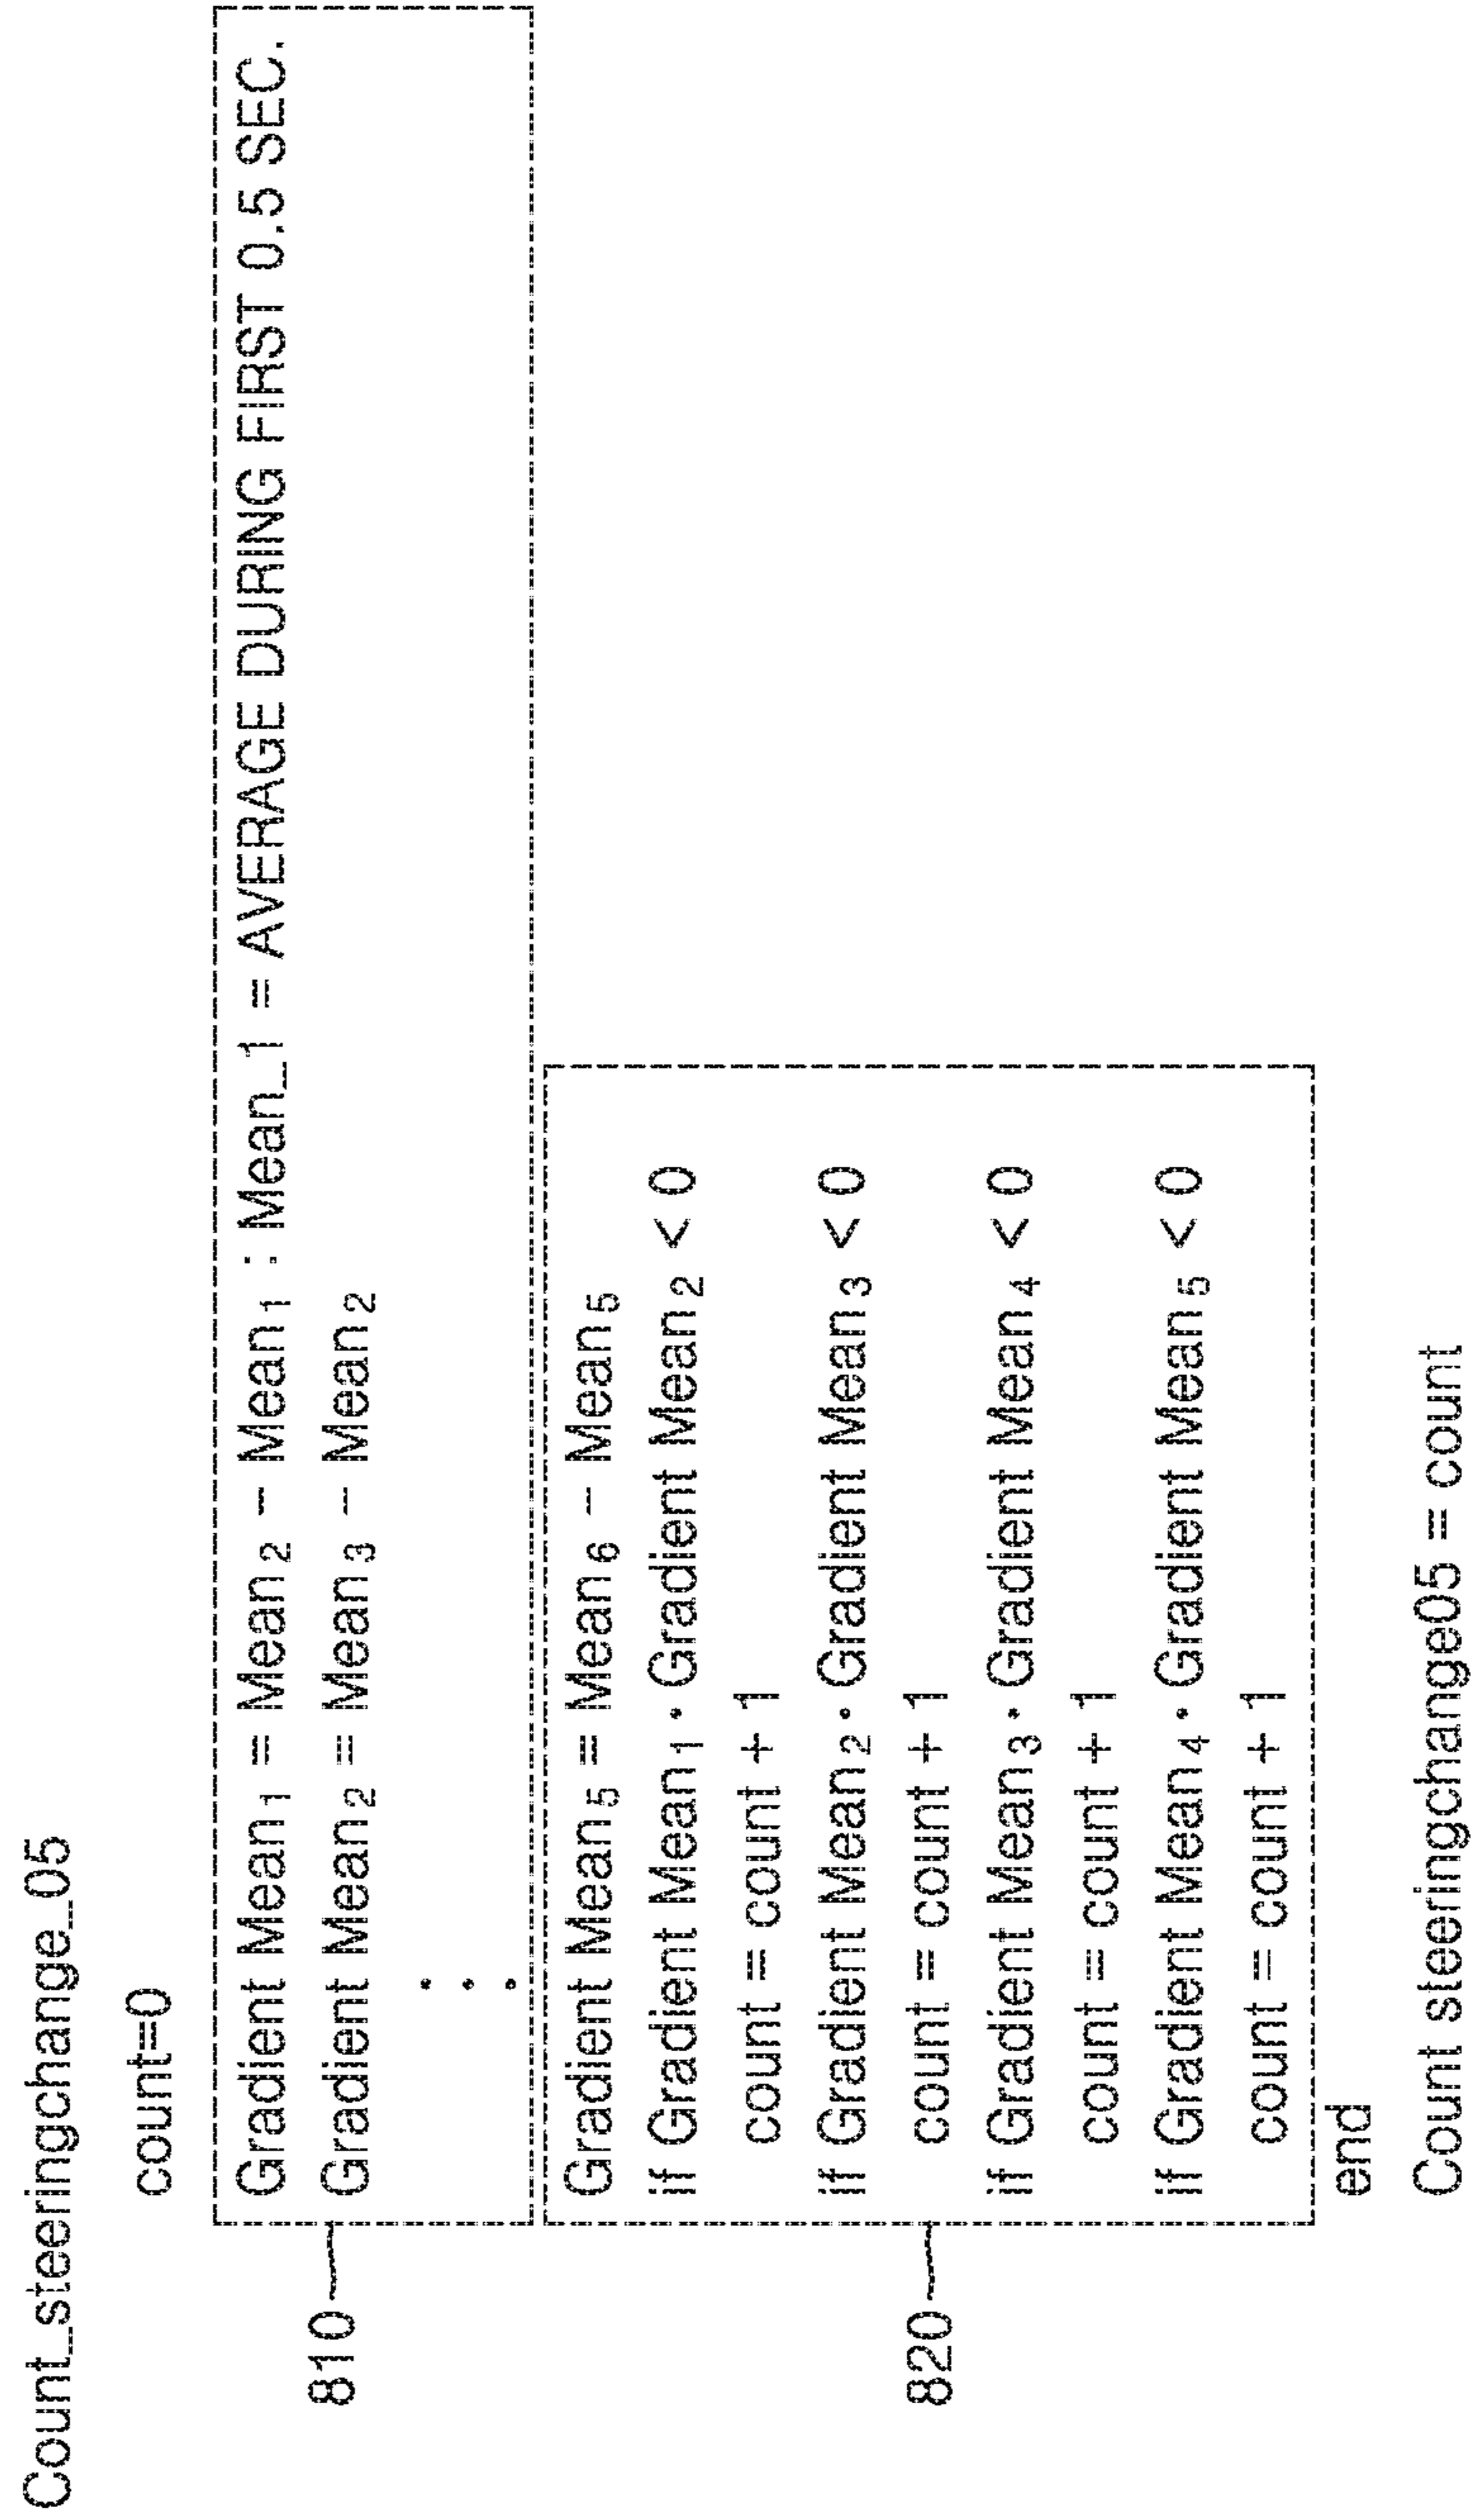 Count_steeringchange_05
count=0
Gradient Mean₁ = Mean₂ − Mean₁ : Mean_1 = AVERAGE DURING FIRST 0.5 SEC.
810
Gradient Mean₂ = Mean₃ − Mean₂
Gradient Mean₅ = Mean₆ − Mean₅
if Gradient Mean₁ · Gradient Mean₂ < 0
count = count + 1
if Gradient Mean₂ · Gradient Mean₃ < 0
820
count = count + 1
if Gradient Mean₃ · Gradient Mean₄ < 0
count = count + 1
if Gradient Mean₄ · Gradient Mean₅ < 0
count = count + 1
end
Count steeringchange05 = count